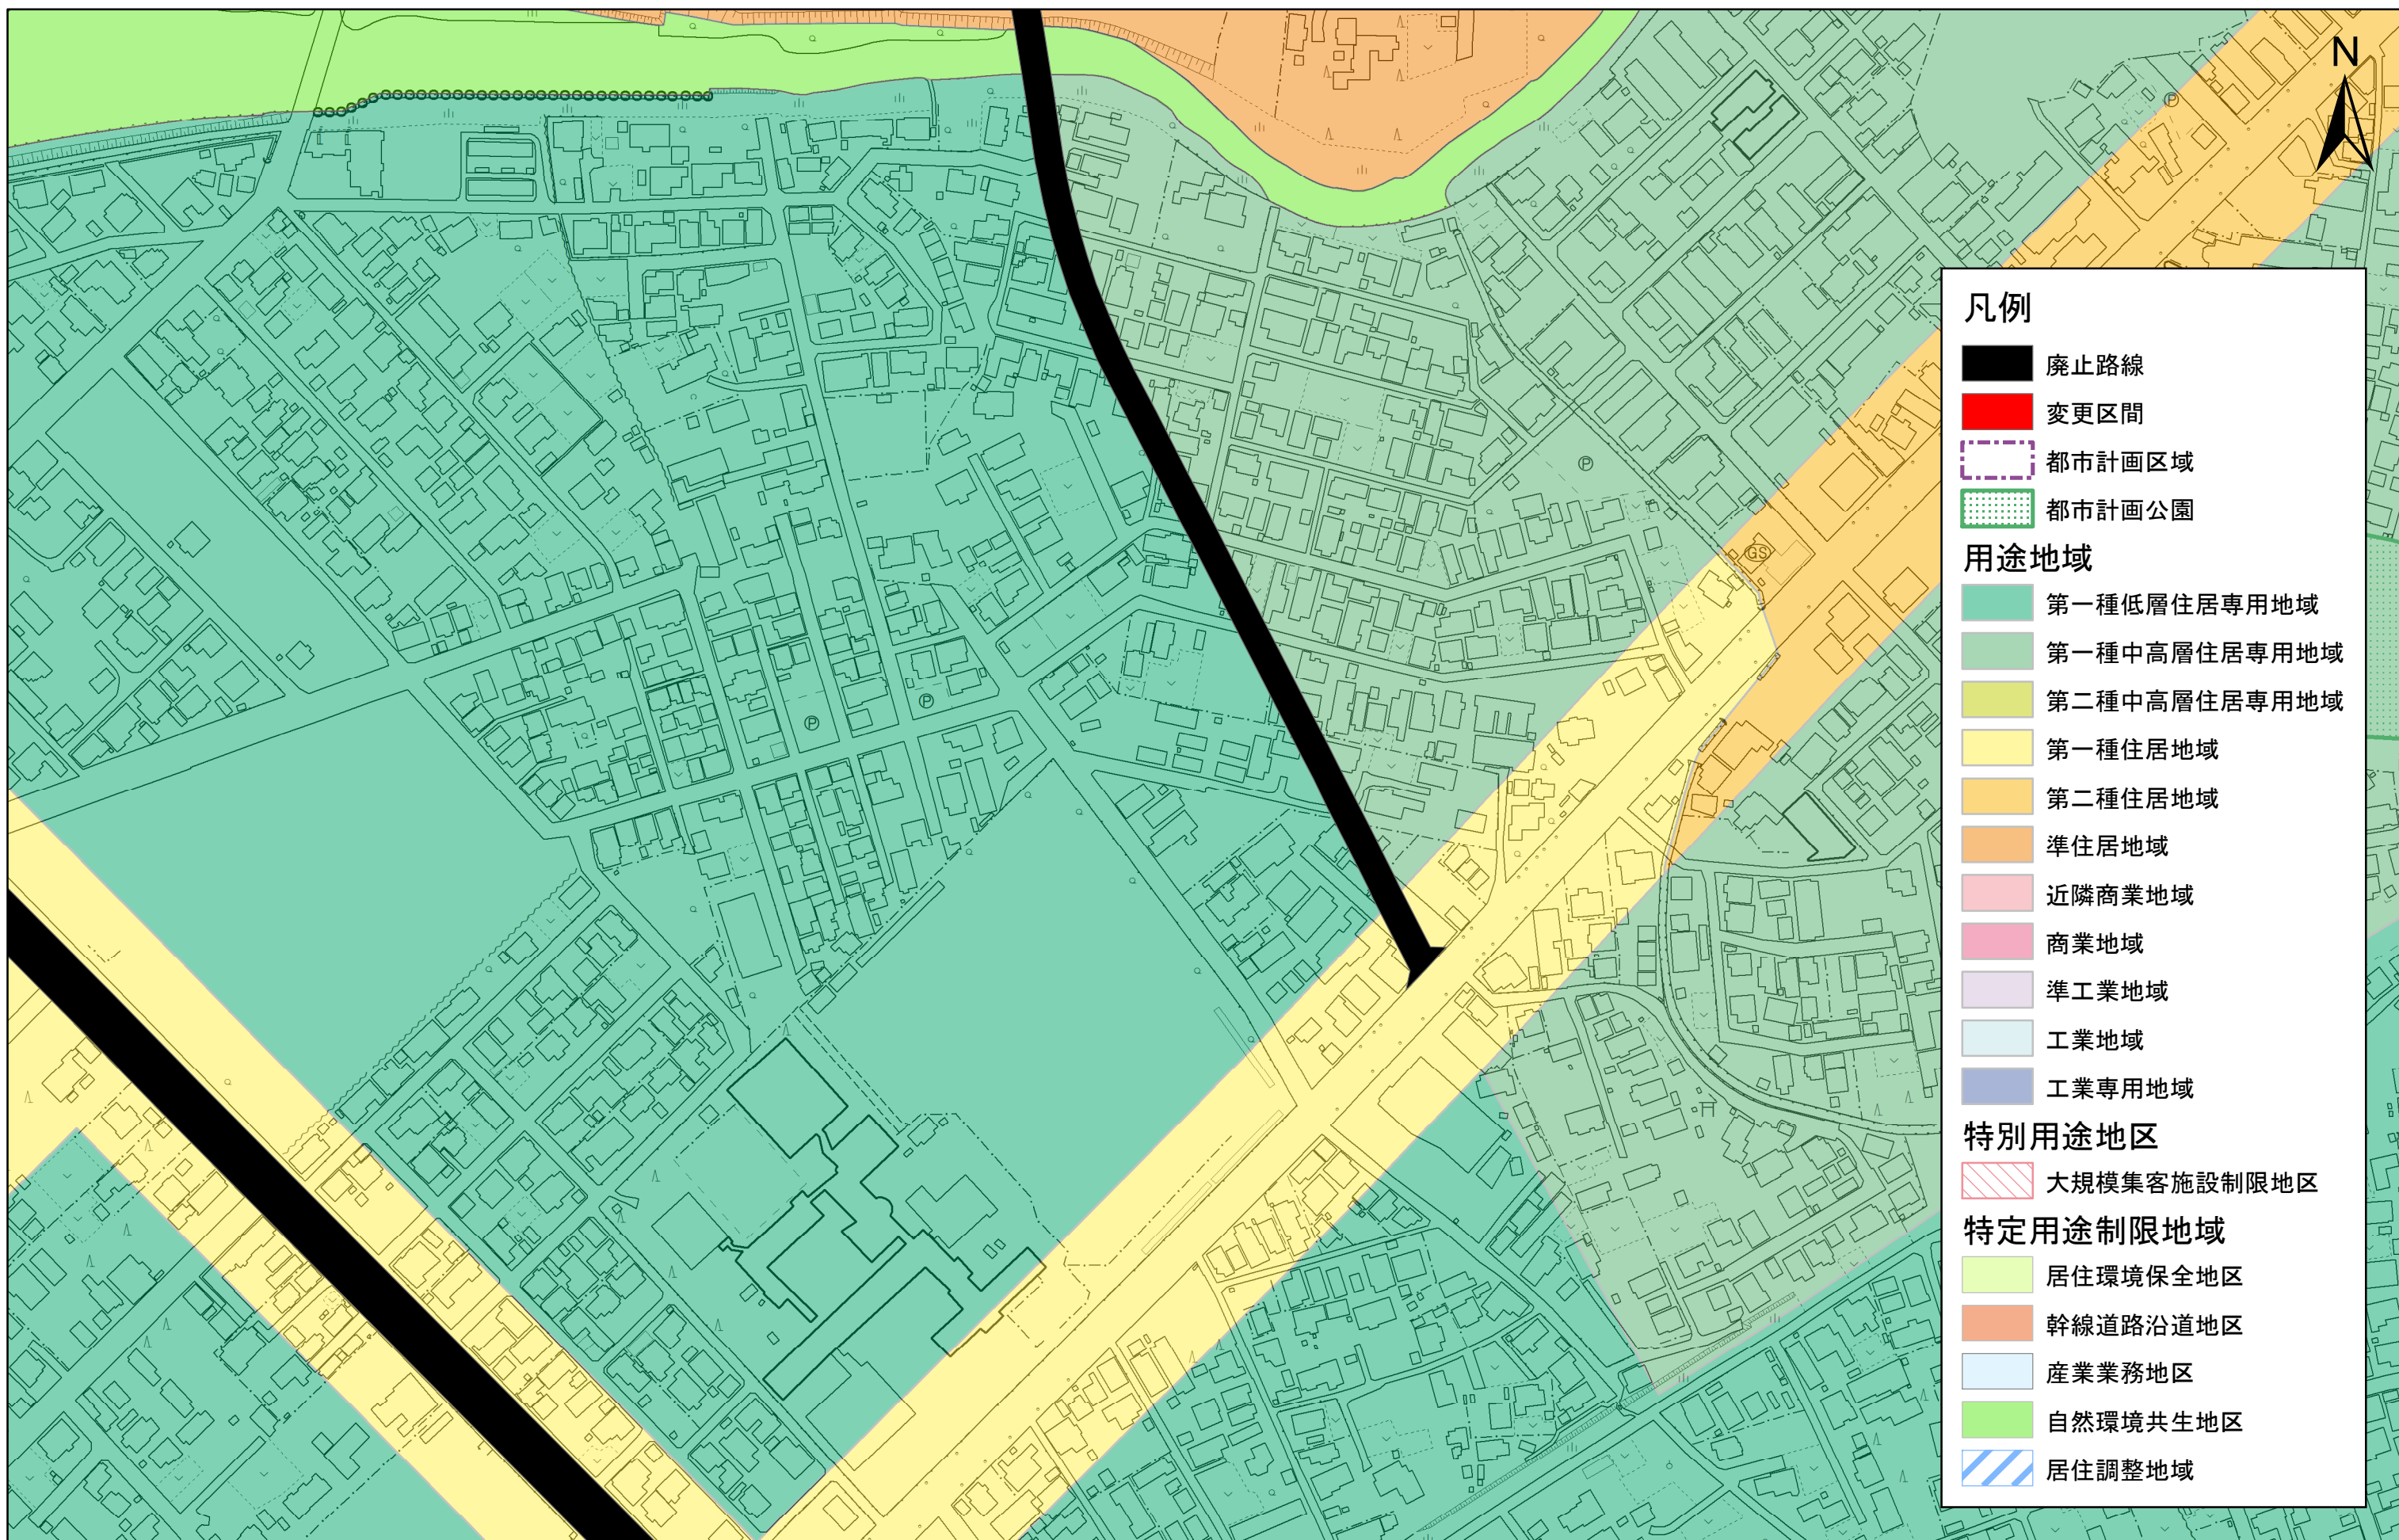 N
凡例
廃止路線
変更区間
都市計画区域
都市計画公園
用途地域
第一種低層住居専用地域
第一種中高層住居専用地域
第二種中高層住居専用地域
第一種住居地域
第二種住居地域
準住居地域
近隣商業地域
商業地域
準工業地域
工業地域
工業専用地域
特別用途地区
大規模集客施設制限地区
特定用途制限地域
居住環境保全地区
幹線道路沿道地区
産業業務地区
自然環境共生地区
居住調整地域
P
P
GS
P
P